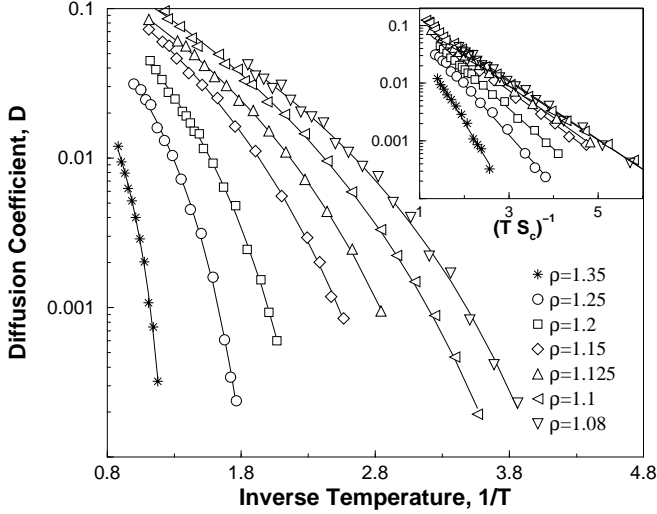 0.1
0.01
0.001
Diffusion Coefficient, D
0.8
1.8
2.8
3.8
4.8
Inverse Temperature, 1/T
0.1
0.01
0.001
1
3
5
(T S_c)^{-1}
ρ=1.35
ρ=1.25
ρ=1.2
ρ=1.15
ρ=1.125
ρ=1.1
ρ=1.08